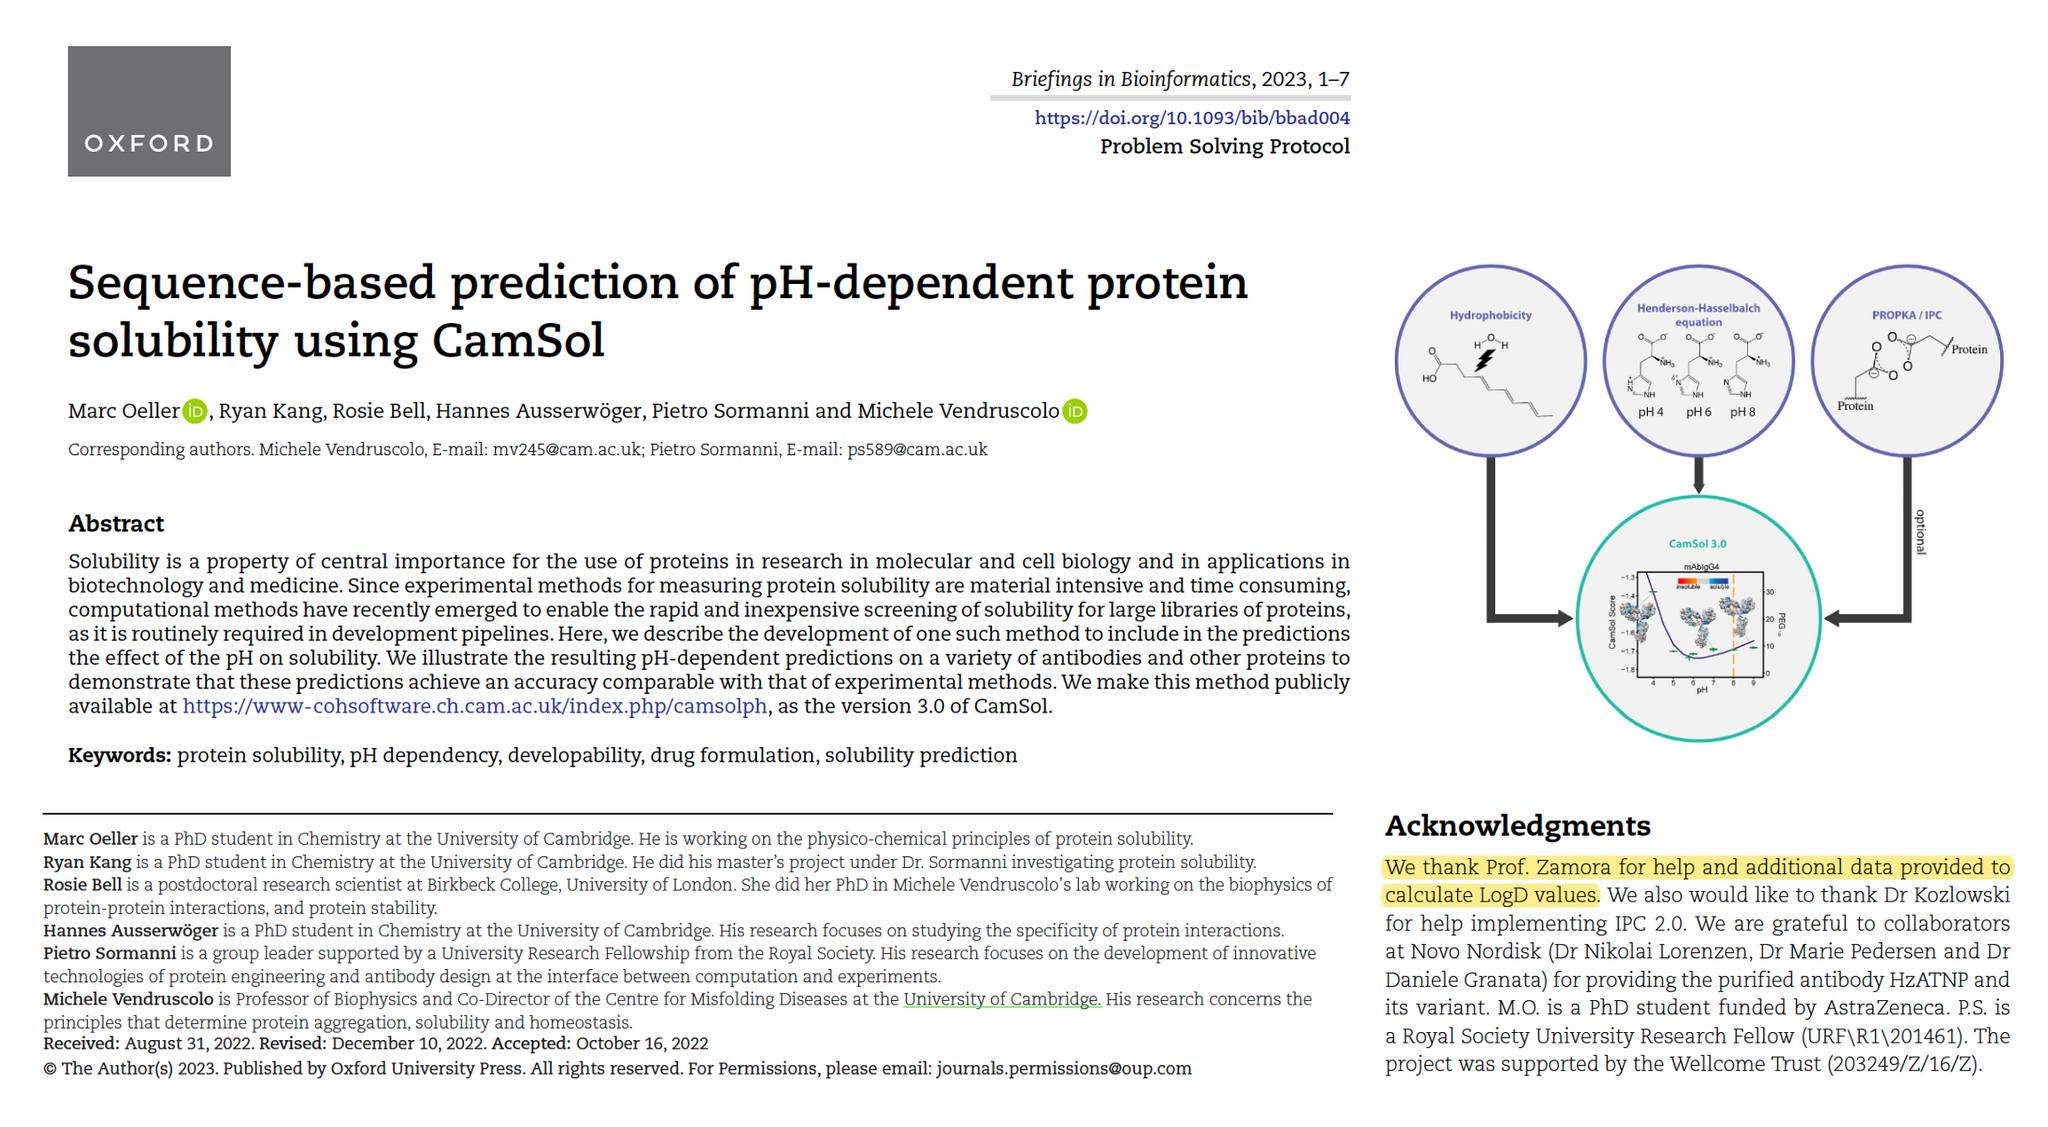 OXFORD
Briefings in Bioinformatics, 2023, 1–7
https://doi.org/10.1093/bib/bbad004
Problem Solving Protocol
Sequence-based prediction of pH-dependent protein
solubility using CamSol
Marc Oeller iD, Ryan Kang, Rosie Bell, Hannes Ausserwöger, Pietro Sormanni and Michele Vendruscolo iD
Corresponding authors. Michele Vendruscolo, E-mail: mv245@cam.ac.uk; Pietro Sormanni, E-mail: ps589@cam.ac.uk
Abstract
Solubility is a property of central importance for the use of proteins in research in molecular and cell biology and in applications in
biotechnology and medicine. Since experimental methods for measuring protein solubility are material intensive and time consuming,
computational methods have recently emerged to enable the rapid and inexpensive screening of solubility for large libraries of proteins,
as it is routinely required in development pipelines. Here, we describe the development of one such method to include in the predictions
the effect of the pH on solubility. We illustrate the resulting pH-dependent predictions on a variety of antibodies and other proteins to
demonstrate that these predictions achieve an accuracy comparable with that of experimental methods. We make this method publicly
available at https://www-cohsoftware.ch.cam.ac.uk/index.php/camsolph, as the version 3.0 of CamSol.
Keywords: protein solubility, pH dependency, developability, drug formulation, solubility prediction
Marc Oeller is a PhD student in Chemistry at the University of Cambridge. He is working on the physico-chemical principles of protein solubility.
Ryan Kang is a PhD student in Chemistry at the University of Cambridge. He did his master's project under Dr. Sormanni investigating protein solubility.
Rosie Bell is a postdoctoral research scientist at Birkbeck College, University of London. She did her PhD in Michele Vendruscolo's lab working on the biophysics of
protein-protein interactions, and protein stability.
Hannes Ausserwöger is a PhD student in Chemistry at the University of Cambridge. His research focuses on studying the specificity of protein interactions.
Pietro Sormanni is a group leader supported by a University Research Fellowship from the Royal Society. His research focuses on the development of innovative
technologies of protein engineering and antibody design at the interface between computation and experiments.
Michele Vendruscolo is Professor of Biophysics and Co-Director of the Centre for Misfolding Diseases at the University of Cambridge. His research concerns the
principles that determine protein aggregation, solubility and homeostasis.
Received: August 31, 2022. Revised: December 10, 2022. Accepted: October 16, 2022
© The Author(s) 2023. Published by Oxford University Press. All rights reserved. For Permissions, please email: journals.permissions@oup.com
Hydrophobicity
H O H
O
HO
Henderson-Hasselbalch
equation
pH 4 pH 6 pH 8
PROPKA / IPC
Protein
Protein
optional
CamSol 3.0
mAbIgG4
insoluble soluble
CamSol Score
-1.3
-1.4
-1.6
-1.7
-1.8
30
20
10
0
4 5 6 7 8 9
pH
Acknowledgments
We thank Prof. Zamora for help and additional data provided to
calculate LogD values. We also would like to thank Dr Kozlowski
for help implementing IPC 2.0. We are grateful to collaborators
at Novo Nordisk (Dr Nikolai Lorenzen, Dr Marie Pedersen and Dr
Daniele Granata) for providing the purified antibody HzATNP and
its variant. M.O. is a PhD student funded by AstraZeneca. P.S. is
a Royal Society University Research Fellow (URF\R1\201461). The
project was supported by the Wellcome Trust (203249/Z/16/Z).